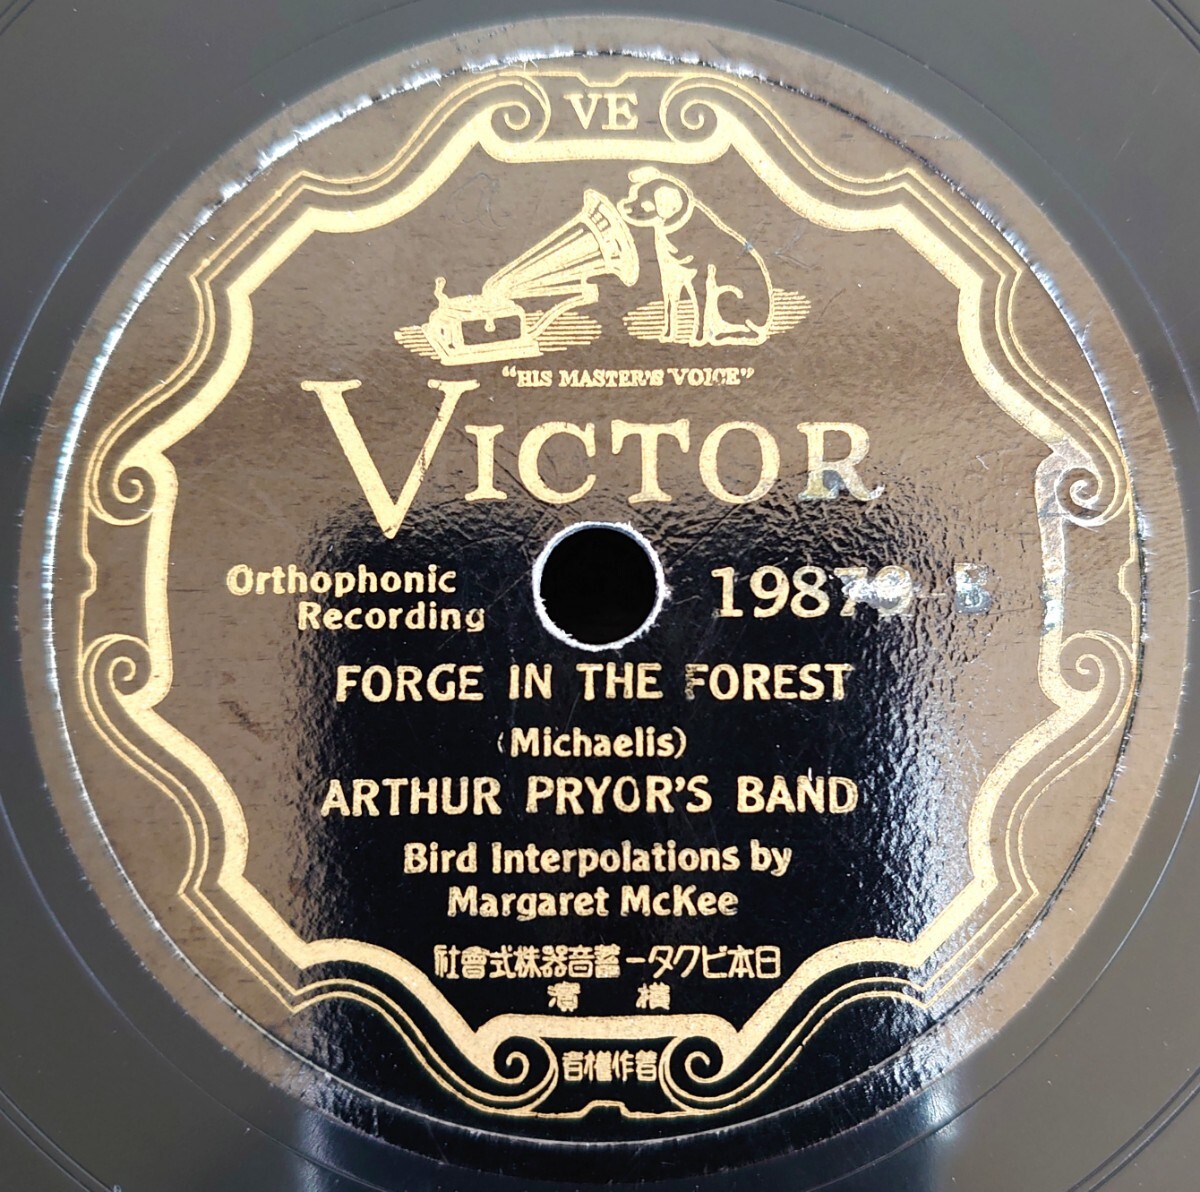 VE
"HIS MASTER'S VOICE"
VICTOR
Orthophonic
Recording
FORGE IN THE FOREST
(Michaelis)
ARTHUR PRYOR'S BAND
Bird Interpolations by
Margaret McKee
社會式株器音蓄ータクビ本日
濱横
者權作著